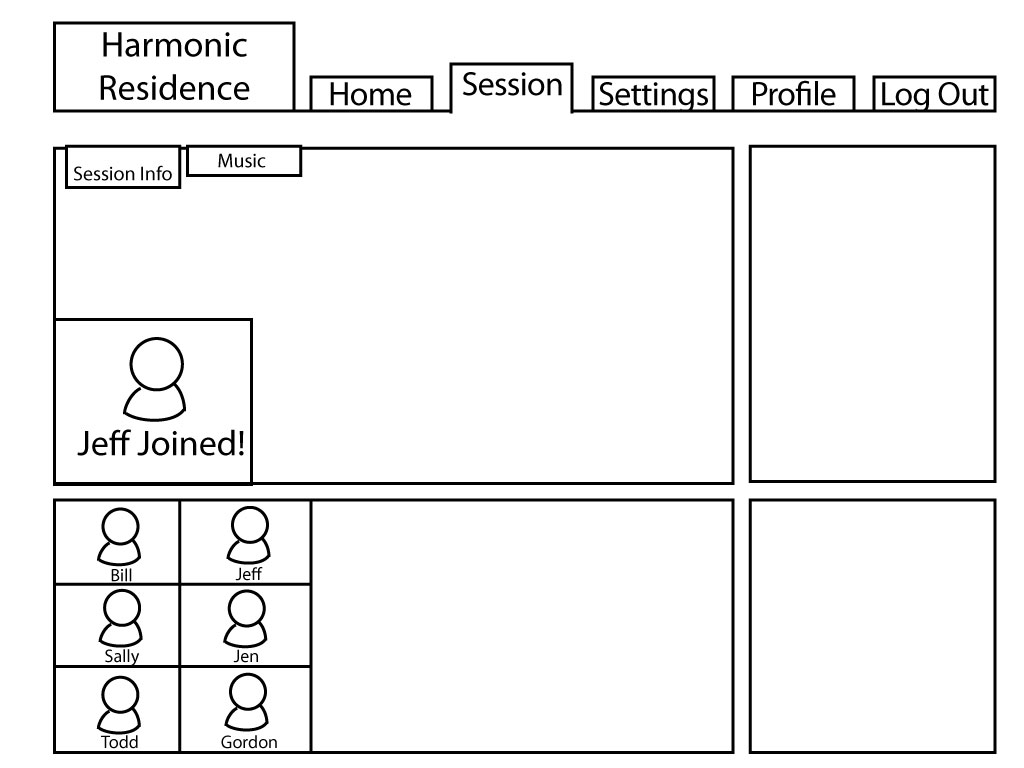 Harmonic
Residence
Home
Session
Settings
Profile
Log Out
Session Info
Music
Jeff Joined!
Bill
Jeff
Sally
Jen
Todd
Gordon